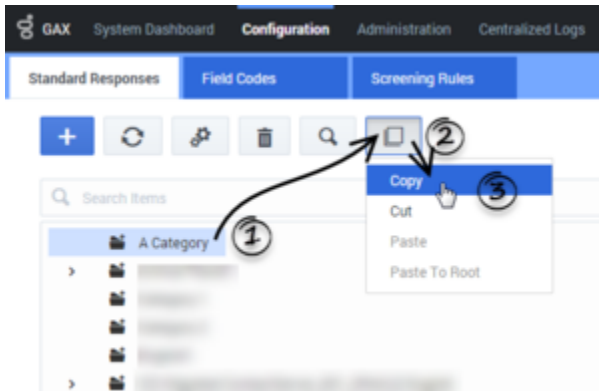 GAX System Dashboard Configuration Administration Centralized Logs
Standard Responses Field Codes Screening Rules
+
2
Search Items
Copy
3
Cut
1
A Category
Paste
Paste To Root